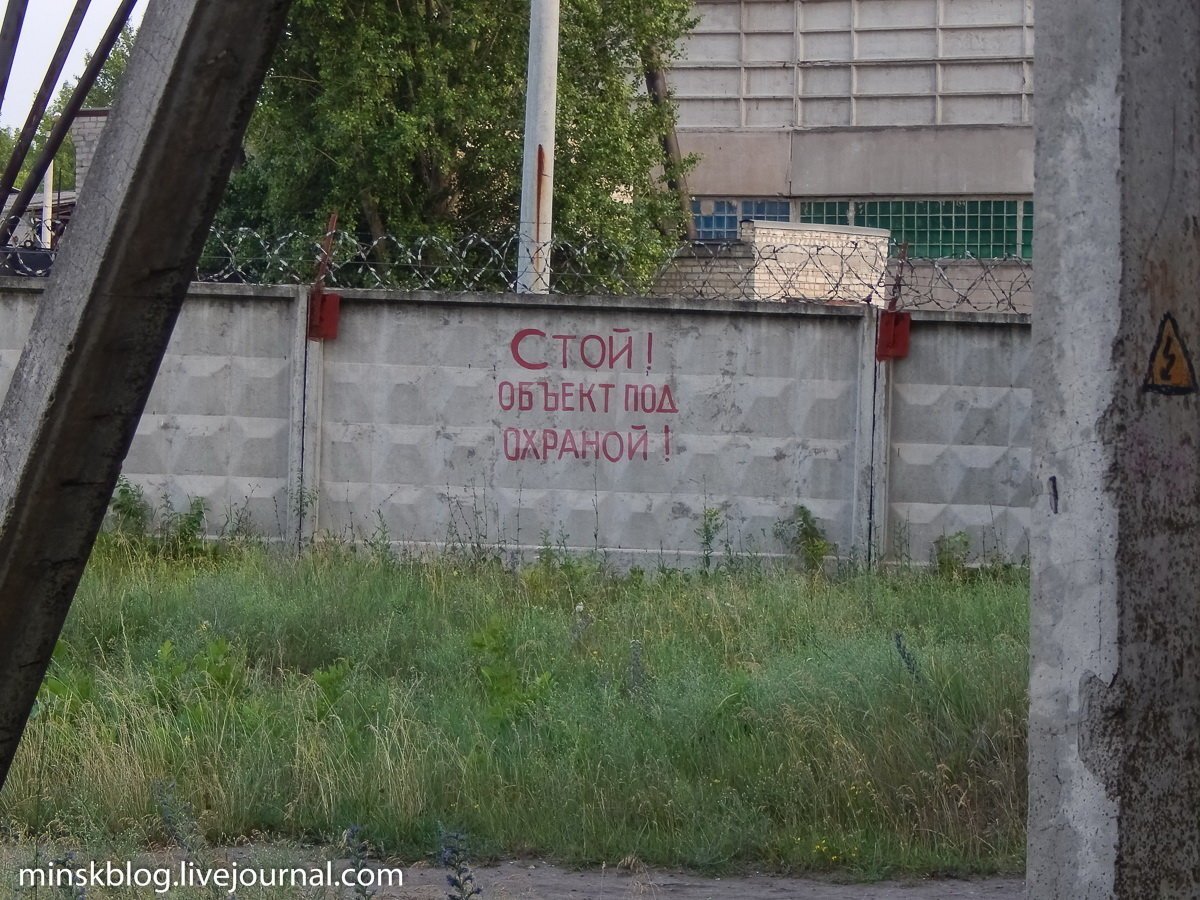 Стой!
ОБЪЕКТ ПОД
ОХРАНОЙ!
minskblog.livejournal.com